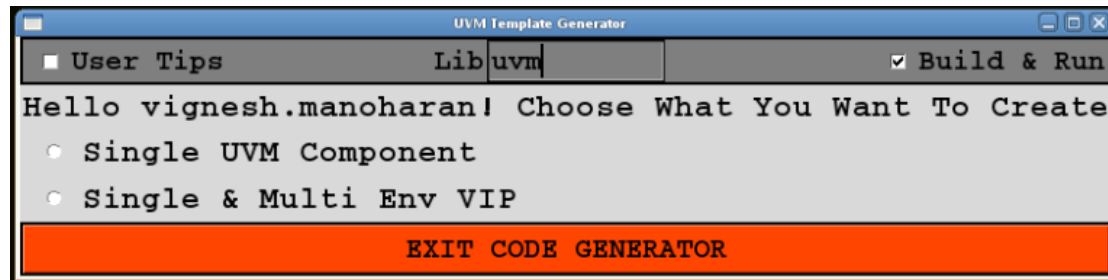 UVM Template Generator
User Tips Lib uvm Build & Run
Hello vignesh.manoharan! Choose What You Want To Create
Single UVM Component
Single & Multi Env VIP
EXIT CODE GENERATOR